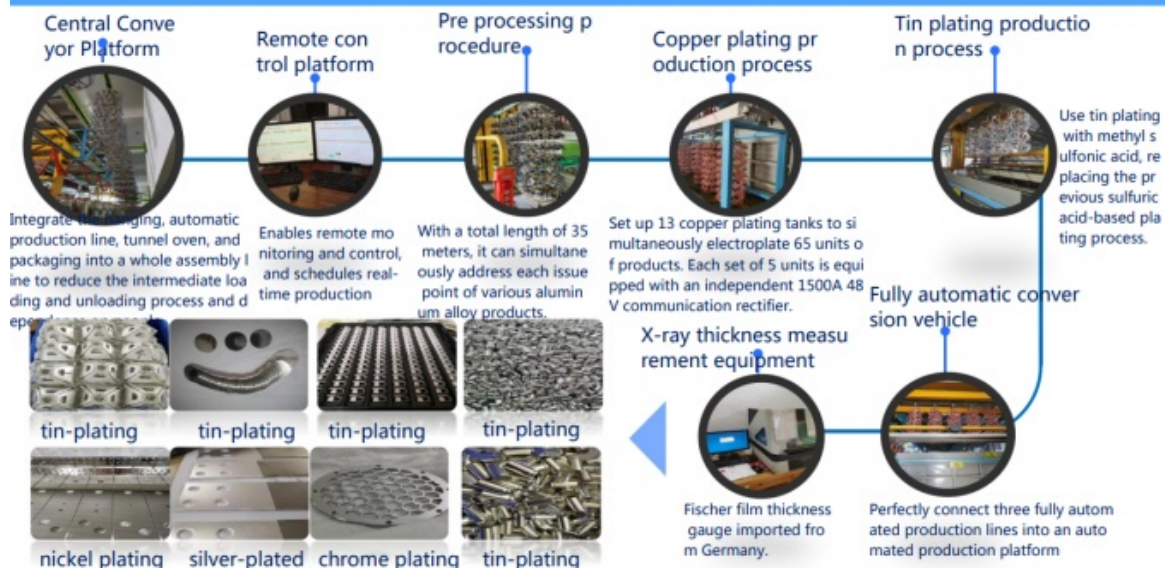 Central Conve
yor Platform
Remote con
trol platform
Pre processing p
rocedure
Copper plating pr
oduction process
Tin plating productio
n process
Integrate the hanging, automatic
production line, tunnel oven, and
packaging into a whole assembly l
ine to reduce the intermediate loa
ding and unloading process and d
Enables remote mo
nitoring and control,
and schedules real-
time production
With a total length of 35
meters, it can simultane
ously address each issue
point of various alumin
um alloy products.
Set up 13 copper plating tanks to si
multaneously electroplate 65 units o
f products. Each set of 5 units is equi
pped with an independent 1500A 48
V communication rectifier.
Use tin plating
with methyl s
ulfonic acid, re
placing the pr
evious sulfuric
acid-based pla
ting process.
Fully automatic conver
sion vehicle
X-ray thickness measu
rement equipment
Fischer film thickness
gauge imported fro
m Germany.
Perfectly connect three fully autom
ated production lines into an auto
mated production platform
tin-plating
tin-plating
tin-plating
tin-plating
nickel plating
silver-plated
chrome plating
tin-plating